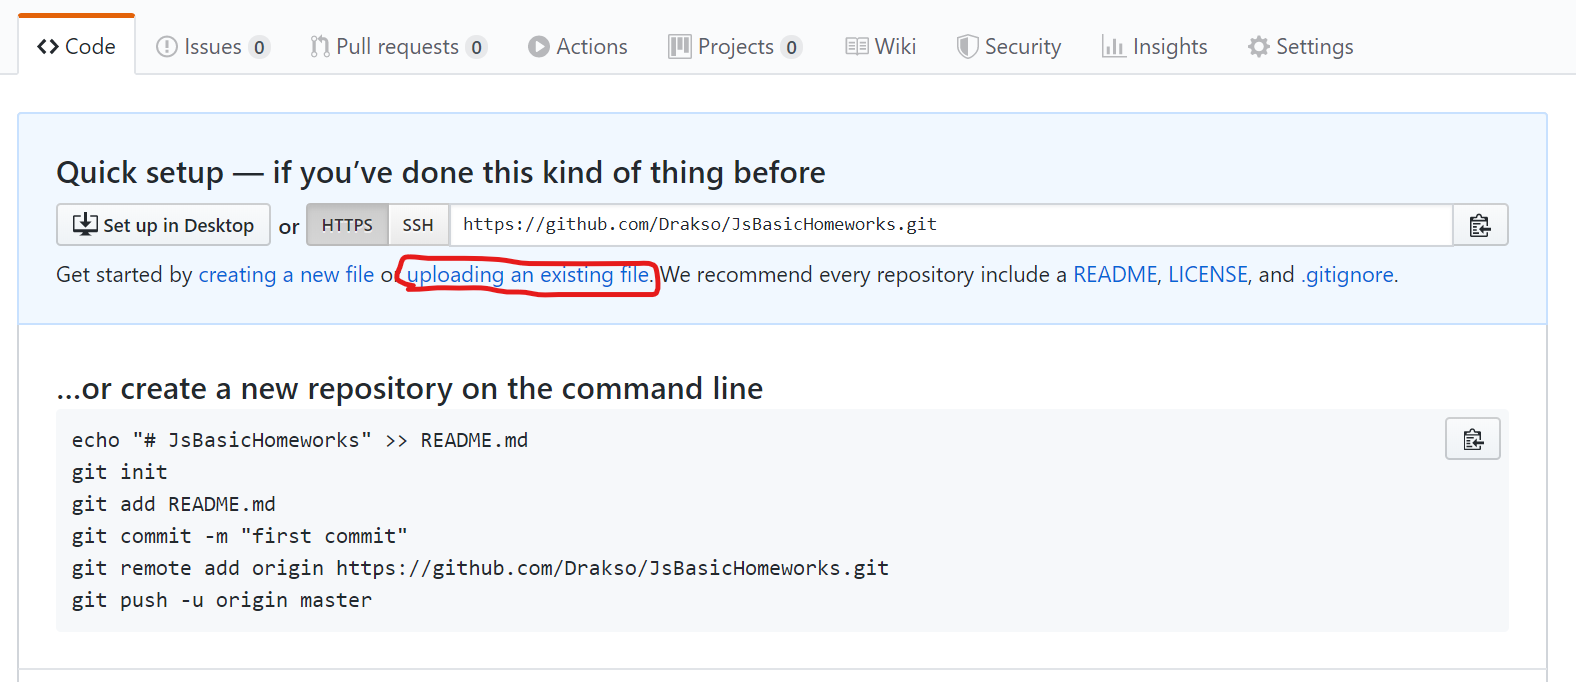 <> Code Issues 0 Pull requests 0 Actions Projects 0 Wiki Security Insights Settings
Quick setup — if you’ve done this kind of thing before
Set up in Desktop or HTTPS SSH https://github.com/Drakso/JsBasicHomeworks.git
Get started by creating a new file or uploading an existing file. We recommend every repository include a README, LICENSE, and .gitignore.
…or create a new repository on the command line
echo "# JsBasicHomeworks" >> README.md
git init
git add README.md
git commit -m "first commit"
git remote add origin https://github.com/Drakso/JsBasicHomeworks.git
git push -u origin master